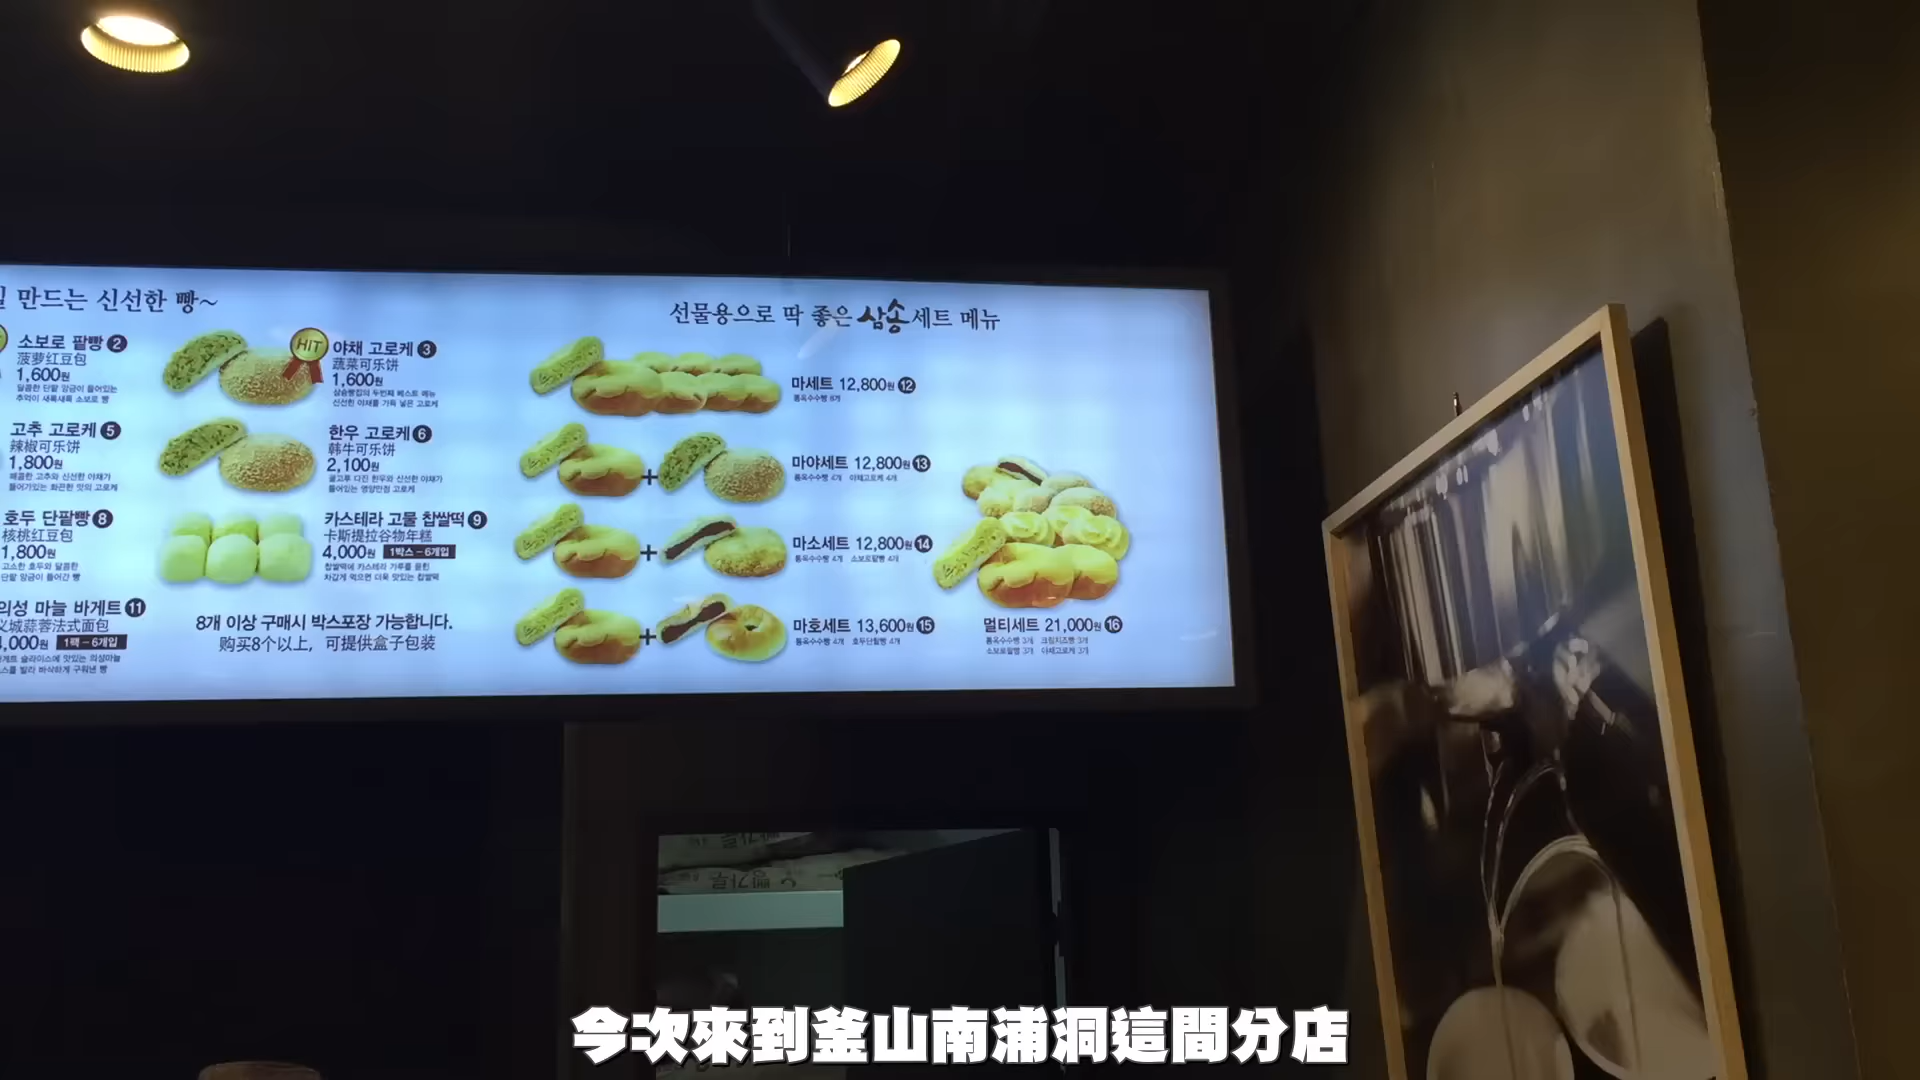 만드는 신선한 빵~
소보로 팥빵 2
菠萝红豆包
1,600원
달콤한 단팥 앙금이 들어있는
추억이 새록새록 소보로 빵
HIT
야채 고로케 3
蔬菜可乐饼
1,600원
삼송빵집의 두번째 베스트 메뉴
신선한 야채를 가득 넣은 고로케
고추 고로케 5
辣椒可乐饼
1,800원
매콤한 고추와 신선한 야채가
들어가있는 화끈한 맛의 고로케
한우 고로케 6
韩牛可乐饼
2,100원
골고루 다진 한우와 신선한 야채가
들어있는 영양만점 고로케
호두 단팥빵 8
核桃红豆包
1,800원
고소한 호두와 달콤한
단팥 앙금이 들어간 빵
카스테라 고물 찹쌀떡 9
卡斯提拉谷物年糕
4,000원 1박스-6개입
찹쌀떡에 카스테라 가루를 묻힌
차갑게 먹으면 더욱 맛있는 찹쌀떡
의성 마늘 바게트 11
义城蒜蓉法式面包
,000원 1팩-6개입
슬라이스에 맛있는 의성마늘
발라 바삭하게 구워낸 빵
8개 이상 구매시 박스포장 가능합니다.
购买8个以上，可提供盒子包装
선물용으로 딱 좋은 삼송세트 메뉴
마세트 12,800원 12
통옥수수빵 8개
마야세트 12,800원 13
통옥수수빵 4개 야채고로케 4개
마소세트 12,800원 14
통옥수수빵 4개 소보로팥빵 4개
마호세트 13,600원 15
통옥수수빵 4개 호두단팥빵 4개
멀티세트 21,000원 16
통옥수수빵 3개 크림치즈빵 3개
소보로팥빵 3개 야채고로케 3개
빵가루
今次來到釜山南浦洞這間分店